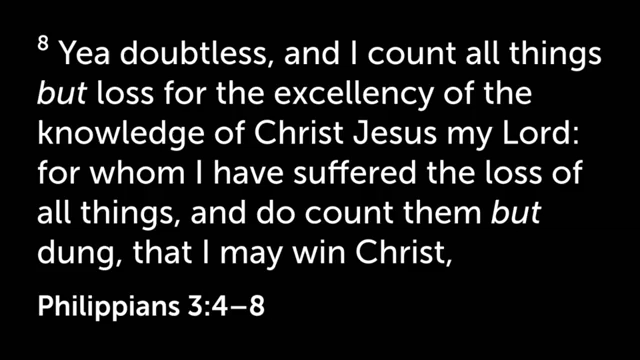 8 Yea doubtless, and I count all things
but loss for the excellency of the
knowledge of Christ Jesus my Lord:
for whom I have suffered the loss of
all things, and do count them but
dung, that I may win Christ,
Philippians 3:4–8